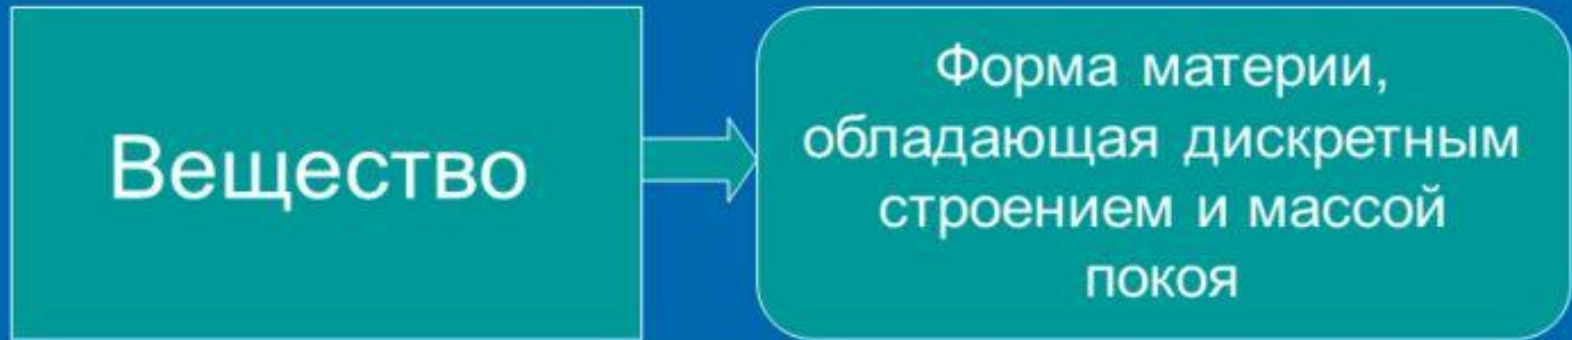 Вещество
Форма материи,
обладающая дискретным
строением и массой
покоя